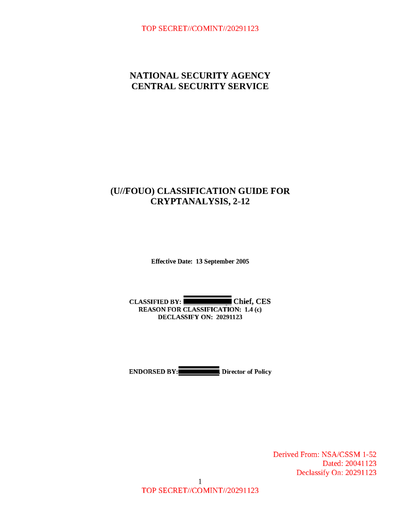 TOP SECRET//COMINT//20291123
NATIONAL SECURITY AGENCY
CENTRAL SECURITY SERVICE
(U//FOUO) CLASSIFICATION GUIDE FOR
CRYPTANALYSIS, 2-12
Effective Date: 13 September 2005
CLASSIFIED BY: Chief, CES
REASON FOR CLASSIFICATION: 1.4 (c)
DECLASSIFY ON: 20291123
ENDORSED BY: Director of Policy
Derived From: NSA/CSSM 1-52
Dated: 20041123
Declassify On: 20291123
1
TOP SECRET//COMINT//20291123